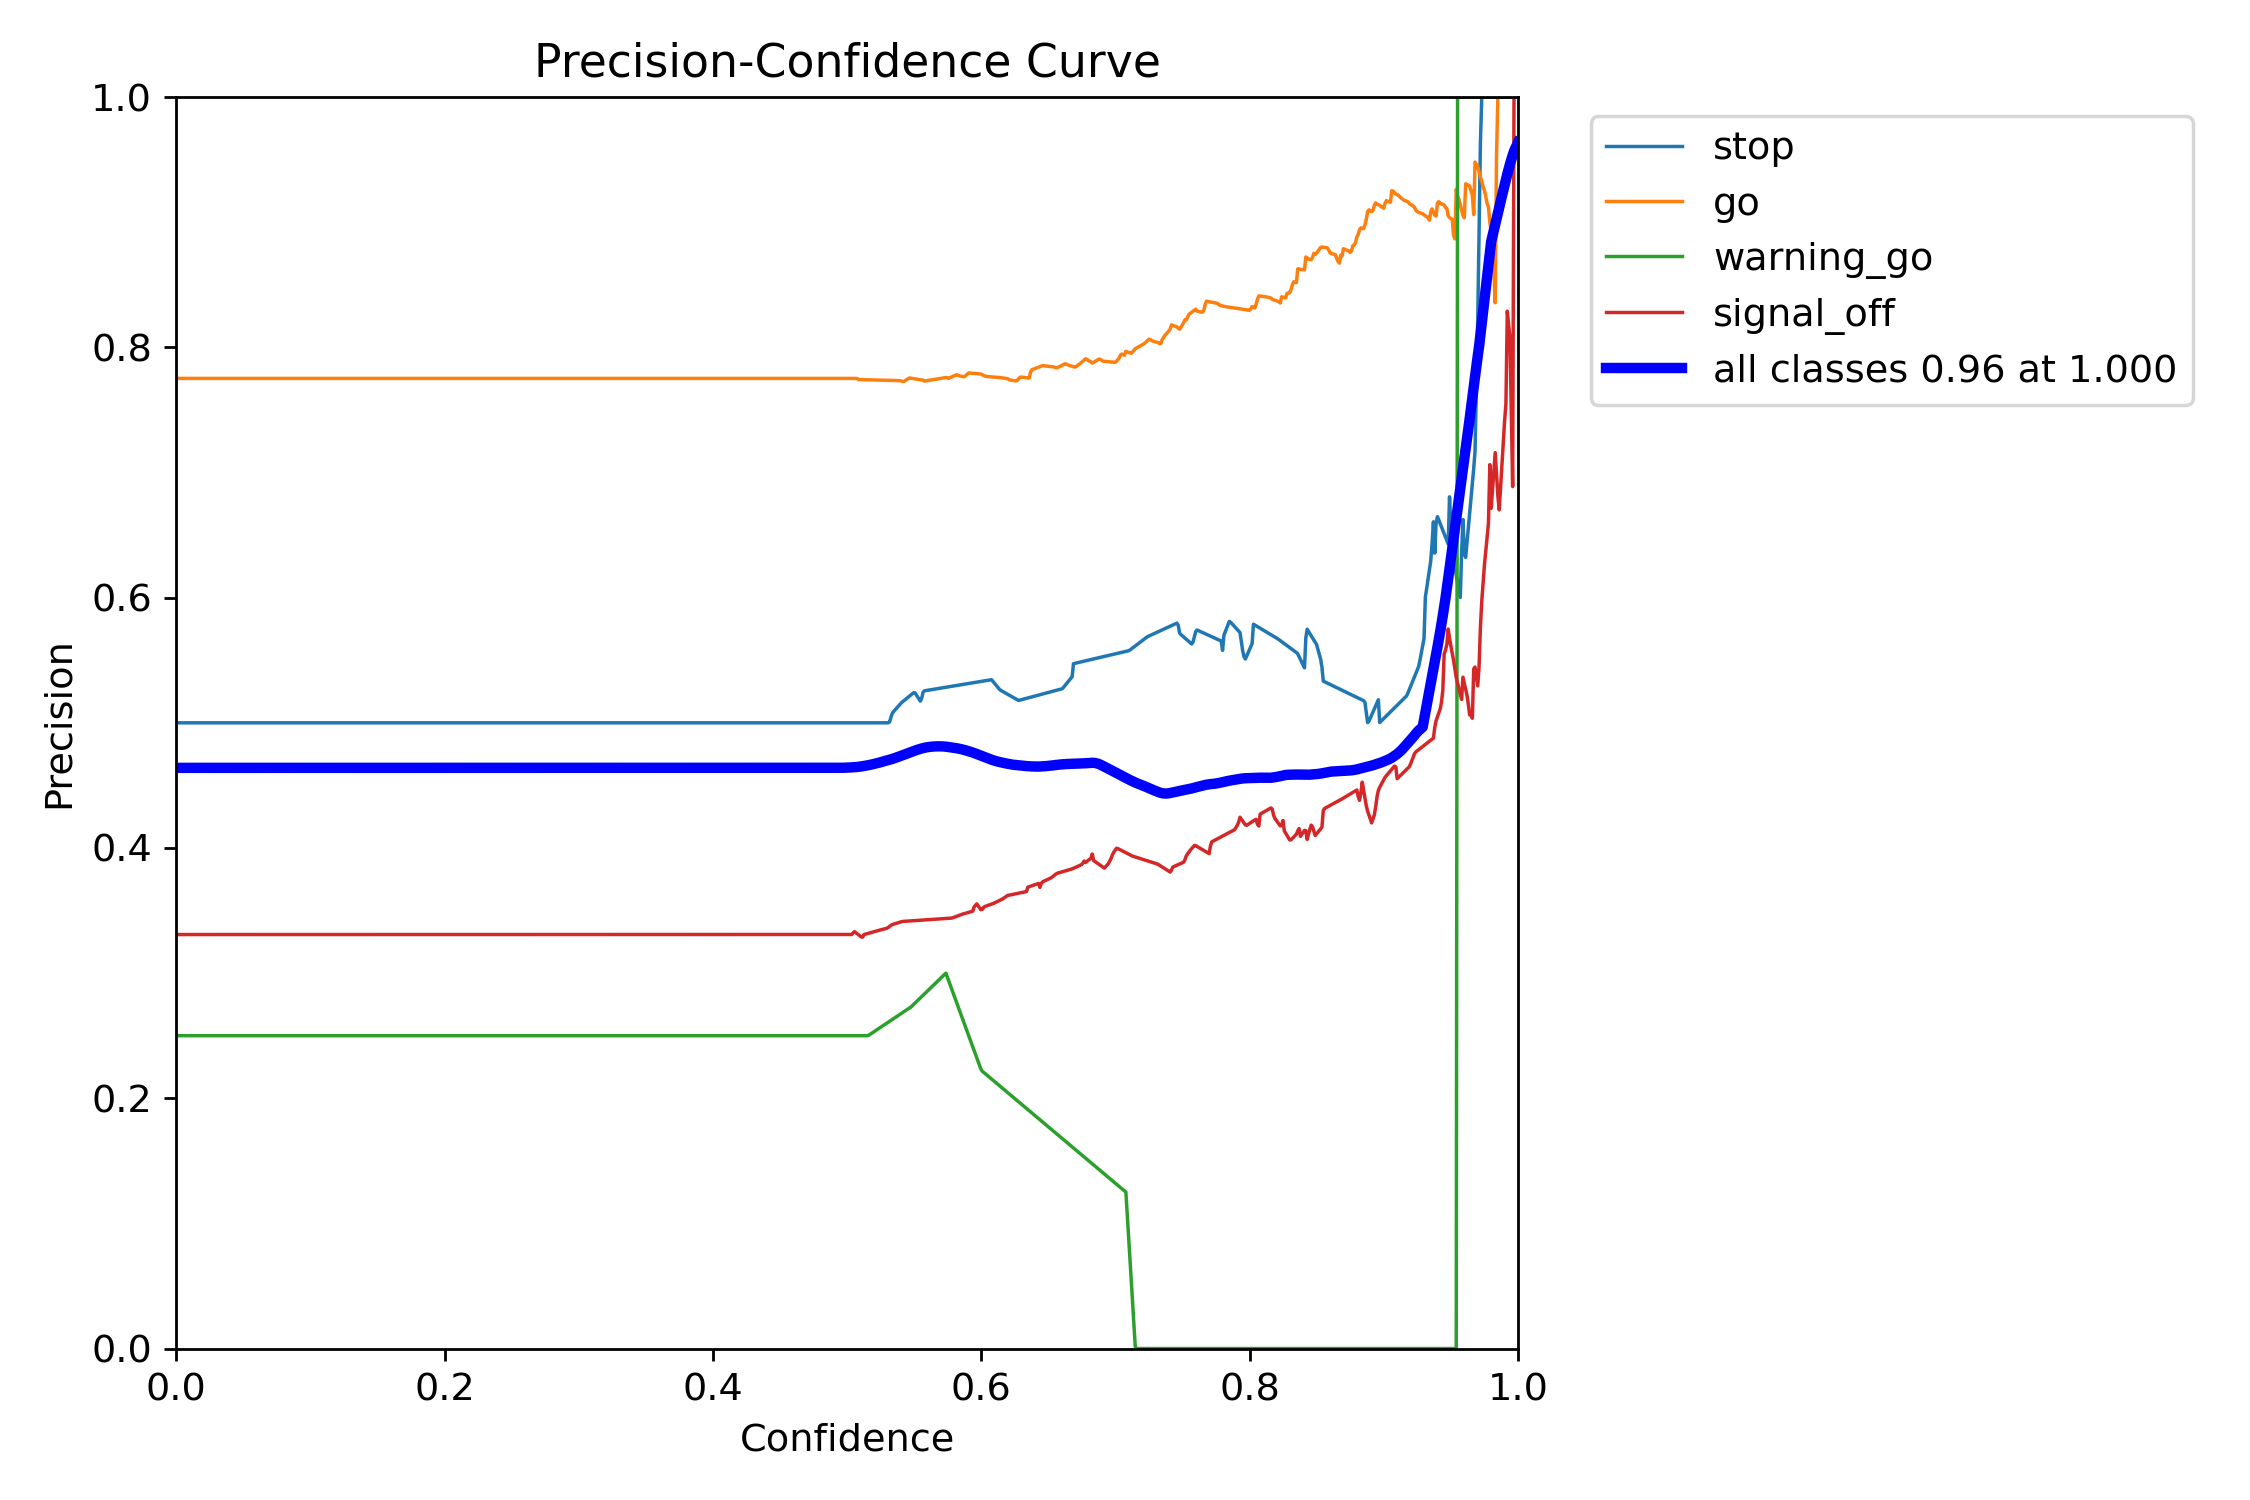 Precision-Confidence Curve
1.0
0.8
0.6
0.4
0.2
0.0
Precision
0.0 0.2 0.4 0.6 0.8 1.0
Confidence
stop
go
warning_go
signal_off
all classes 0.96 at 1.000